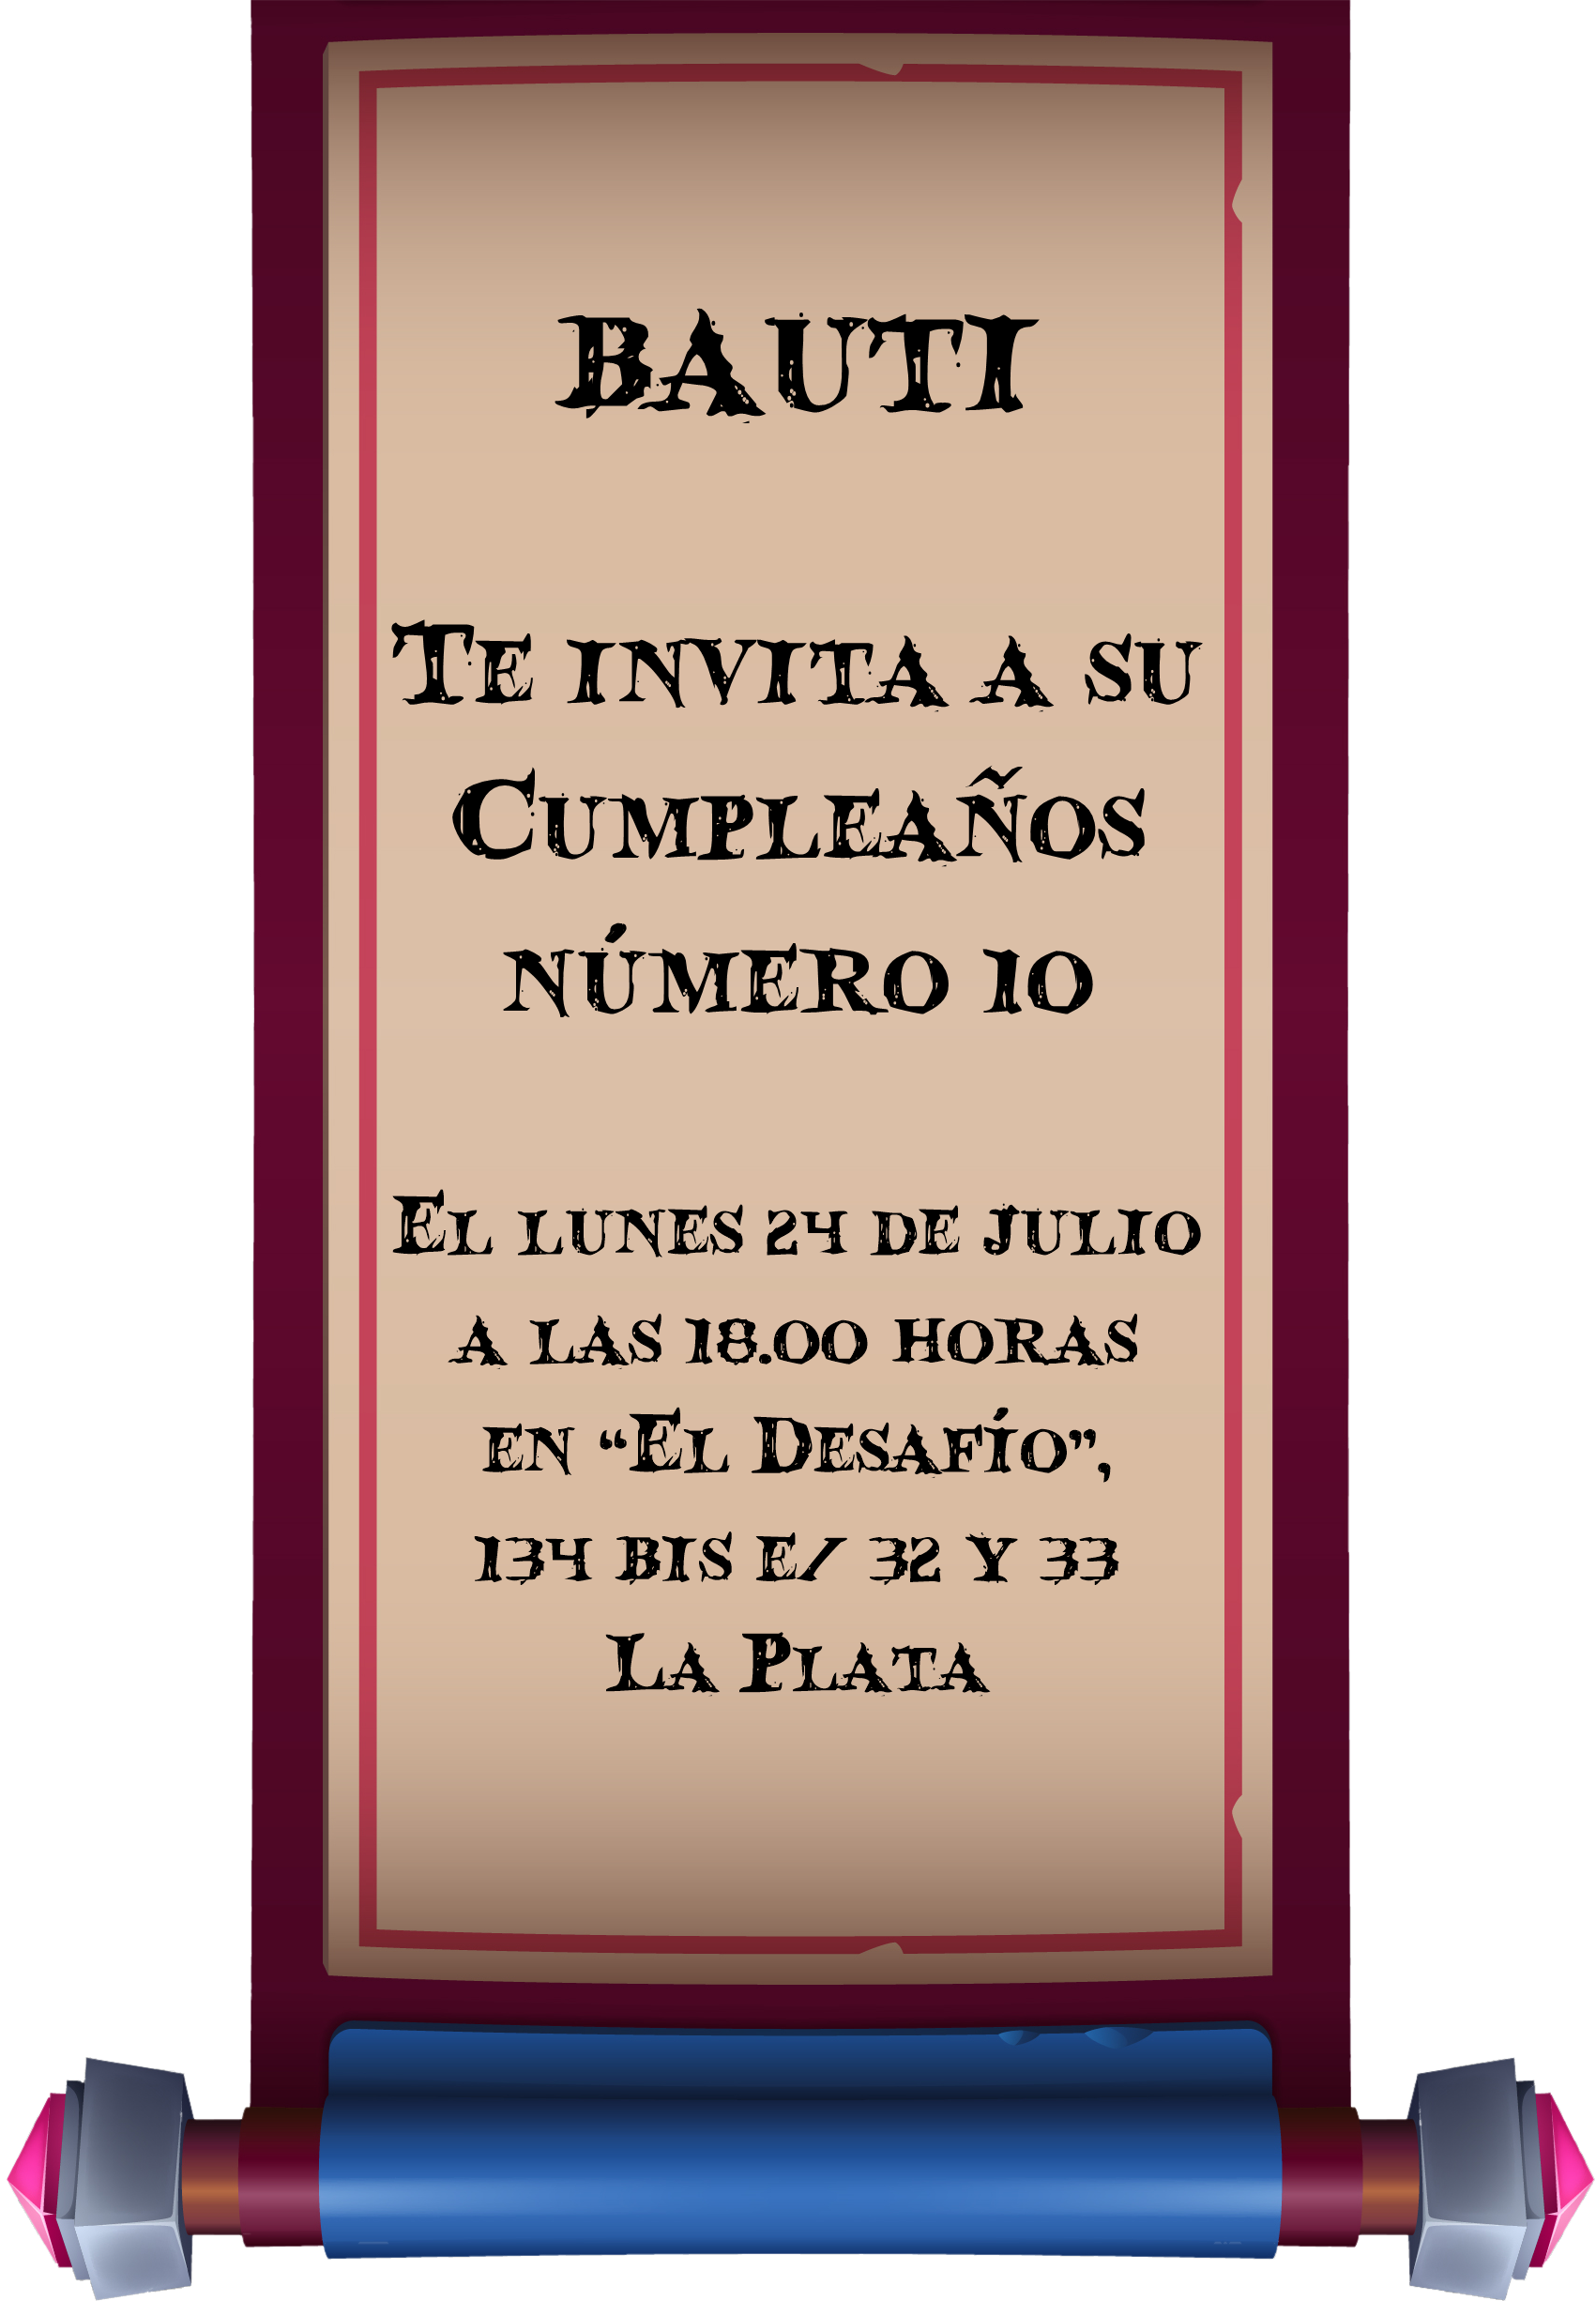 BAUTI
Te invita a su
Cumpleaños
número 10
El lunes 24 de julio
a las 18.00 horas
en “El Desafío”,
134 bis e/ 32 y 33
La Plata